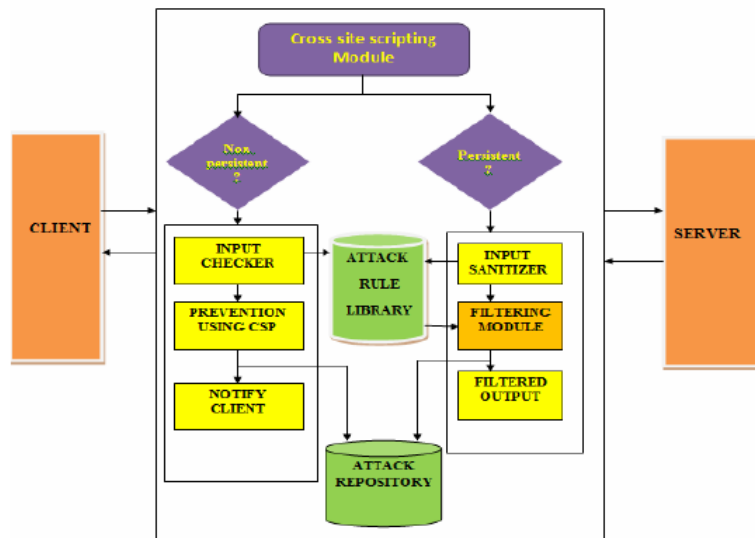 Cross site scripting
Module
Non
persistent
?
Persistent
?
CLIENT
SERVER
INPUT
CHECKER
ATTACK
RULE
LIBRARY
INPUT
SANITIZER
PREVENTION
USING CSP
FILTERING
MODULE
NOTIFY
CLIENT
FILTERED
OUTPUT
ATTACK
REPOSITORY